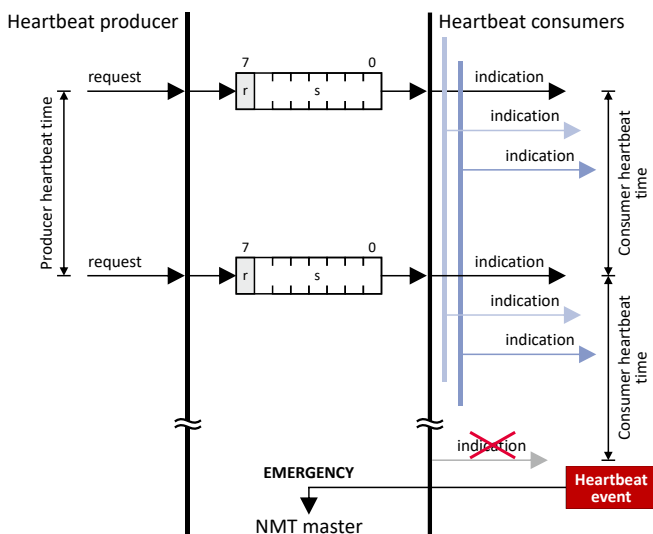 Heartbeat producer
Heartbeat consumers
7 0
request
r s
indication
indication
indication
Producer heartbeat time
Consumer heartbeat
time
7 0
request
r s
indication
indication
indication
Consumer heartbeat
time
indication
EMERGENCY
Heartbeat
event
NMT master